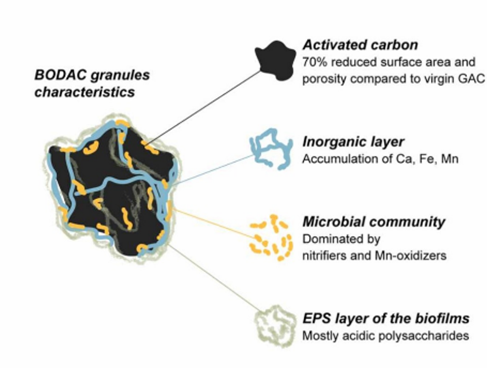 BODAC granules
characteristics
Activated carbon
70% reduced surface area and
porosity compared to virgin GAC
Inorganic layer
Accumulation of Ca, Fe, Mn
Microbial community
Dominated by
nitrifiers and Mn-oxidizers
EPS layer of the biofilms
Mostly acidic polysaccharides